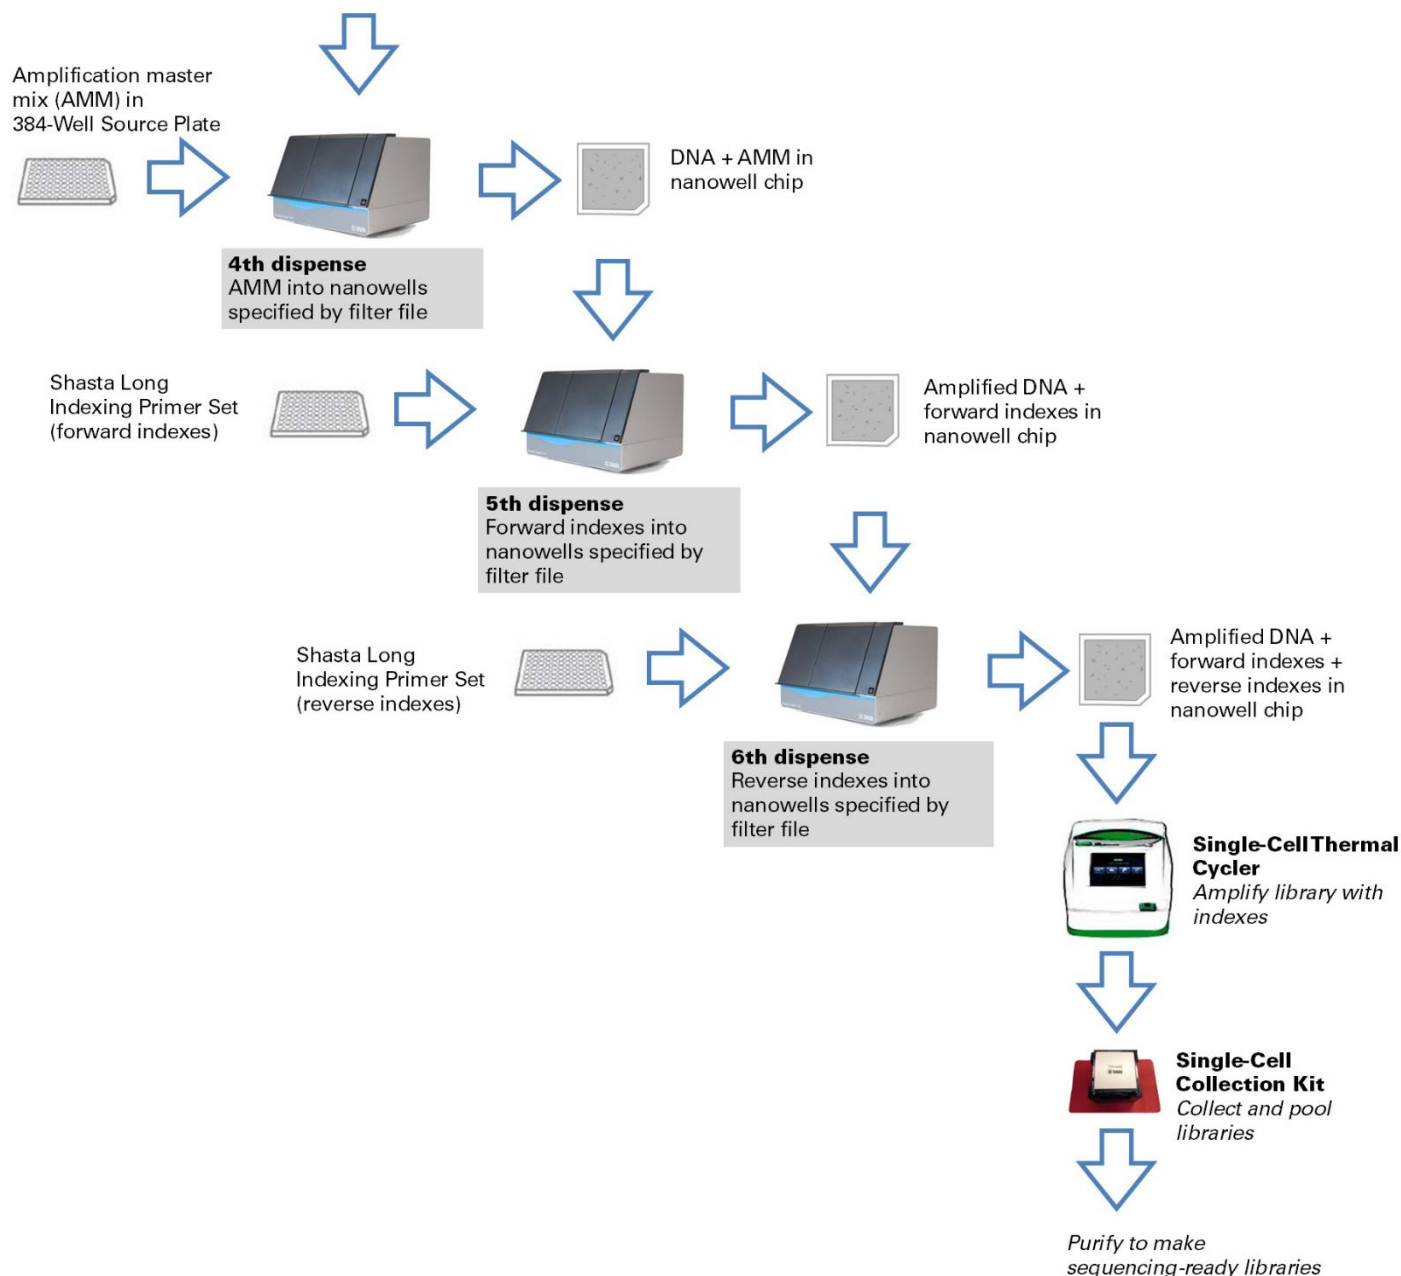 Amplification master
mix (AMM) in
384-Well Source Plate
DNA + AMM in
nanowell chip
4th dispense
AMM into nanowells
specified by filter file
Shasta Long
Indexing Primer Set
(forward indexes)
Amplified DNA +
forward indexes in
nanowell chip
5th dispense
Forward indexes into
nanowells specified by
filter file
Shasta Long
Indexing Primer Set
(reverse indexes)
Amplified DNA +
forward indexes +
reverse indexes in
nanowell chip
6th dispense
Reverse indexes into
nanowells specified by
filter file
Single-Cell Thermal
Cycler
Amplify library with
indexes
Single-Cell
Collection Kit
Collect and pool
libraries
Purify to make
sequencing-ready libraries